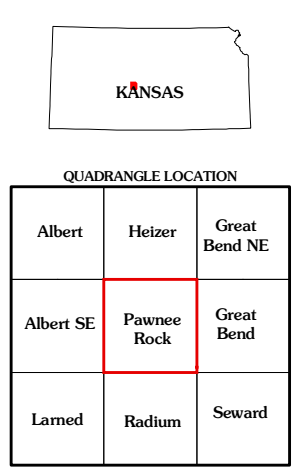 KANSAS
QUADRANGLE LOCATION
Albert
Heizer
Great
Bend NE
Albert SE
Pawnee
Rock
Great
Bend
Larned
Radium
Seward